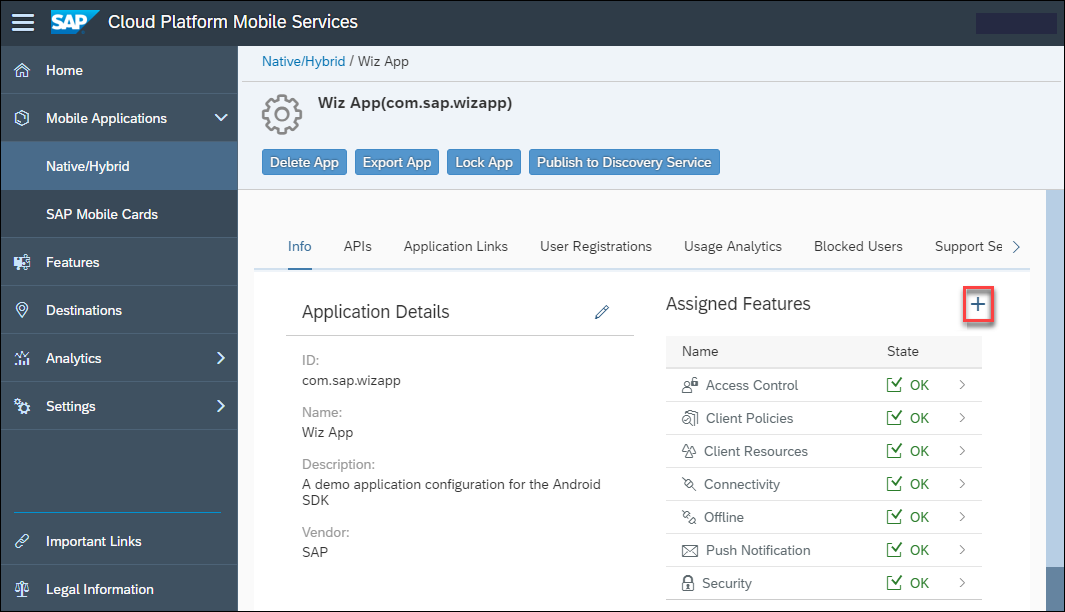 SAP Cloud Platform Mobile Services
Home
Mobile Applications
Native/Hybrid
SAP Mobile Cards
Features
Destinations
Analytics
Settings
Important Links
Legal Information
Native/Hybrid / Wiz App
Wiz App(com.sap.wizapp)
Delete App Export App Lock App Publish to Discovery Service
Info APIs Application Links User Registrations Usage Analytics Blocked Users Support Se
Application Details
ID:
com.sap.wizapp
Name:
Wiz App
Description:
A demo application configuration for the Android
SDK
Vendor:
SAP
Assigned Features
Name State
Access Control OK
Client Policies OK
Client Resources OK
Connectivity OK
Offline OK
Push Notification OK
Security OK